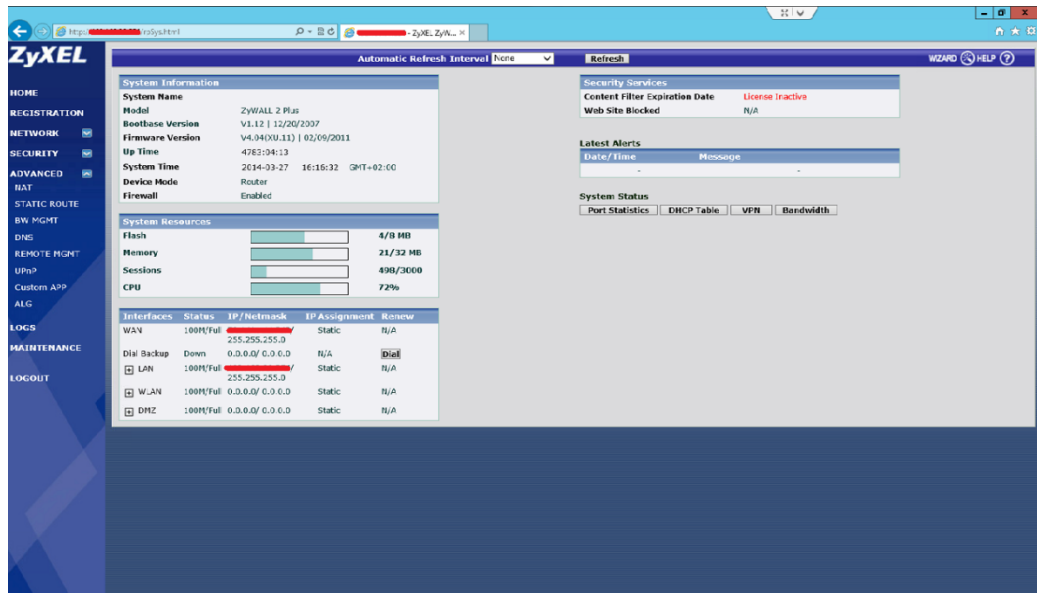 http:
/roSys.html
- ZyXEL ZyW... ×
ZyXEL
Automatic Refresh Interval None Refresh
WIZARD HELP ?
HOME
REGISTRATION
NETWORK
SECURITY
ADVANCED
NAT
STATIC ROUTE
BW MGMT
DNS
REMOTE MGMT
UPnP
Custom APP
ALG
LOGS
MAINTENANCE
LOGOUT
System Information
System Name
Model ZyWALL 2 Plus
Bootbase Version V1.12 | 12/20/2007
Firmware Version V4.04(XU.11) | 02/09/2011
Up Time 4783:04:13
System Time 2014-03-27 16:16:32 GMT+02:00
Device Mode Router
Firewall Enabled
System Resources
Flash 4/8 MB
Memory 21/32 MB
Sessions 498/3000
CPU 72%
Interfaces Status IP/Netmask IP Assignment Renew
WAN 100M/Full / Static N/A
255.255.255.0
Dial Backup Down 0.0.0.0/ 0.0.0.0 N/A Dial
+ LAN 100M/Full / Static N/A
255.255.255.0
+ WLAN 100M/Full 0.0.0.0/ 0.0.0.0 Static N/A
+ DMZ 100M/Full 0.0.0.0/ 0.0.0.0 Static N/A
Security Services
Content Filter Expiration Date License Inactive
Web Site Blocked N/A
Latest Alerts
Date/Time Message
- -
System Status
Port Statistics DHCP Table VPN Bandwidth